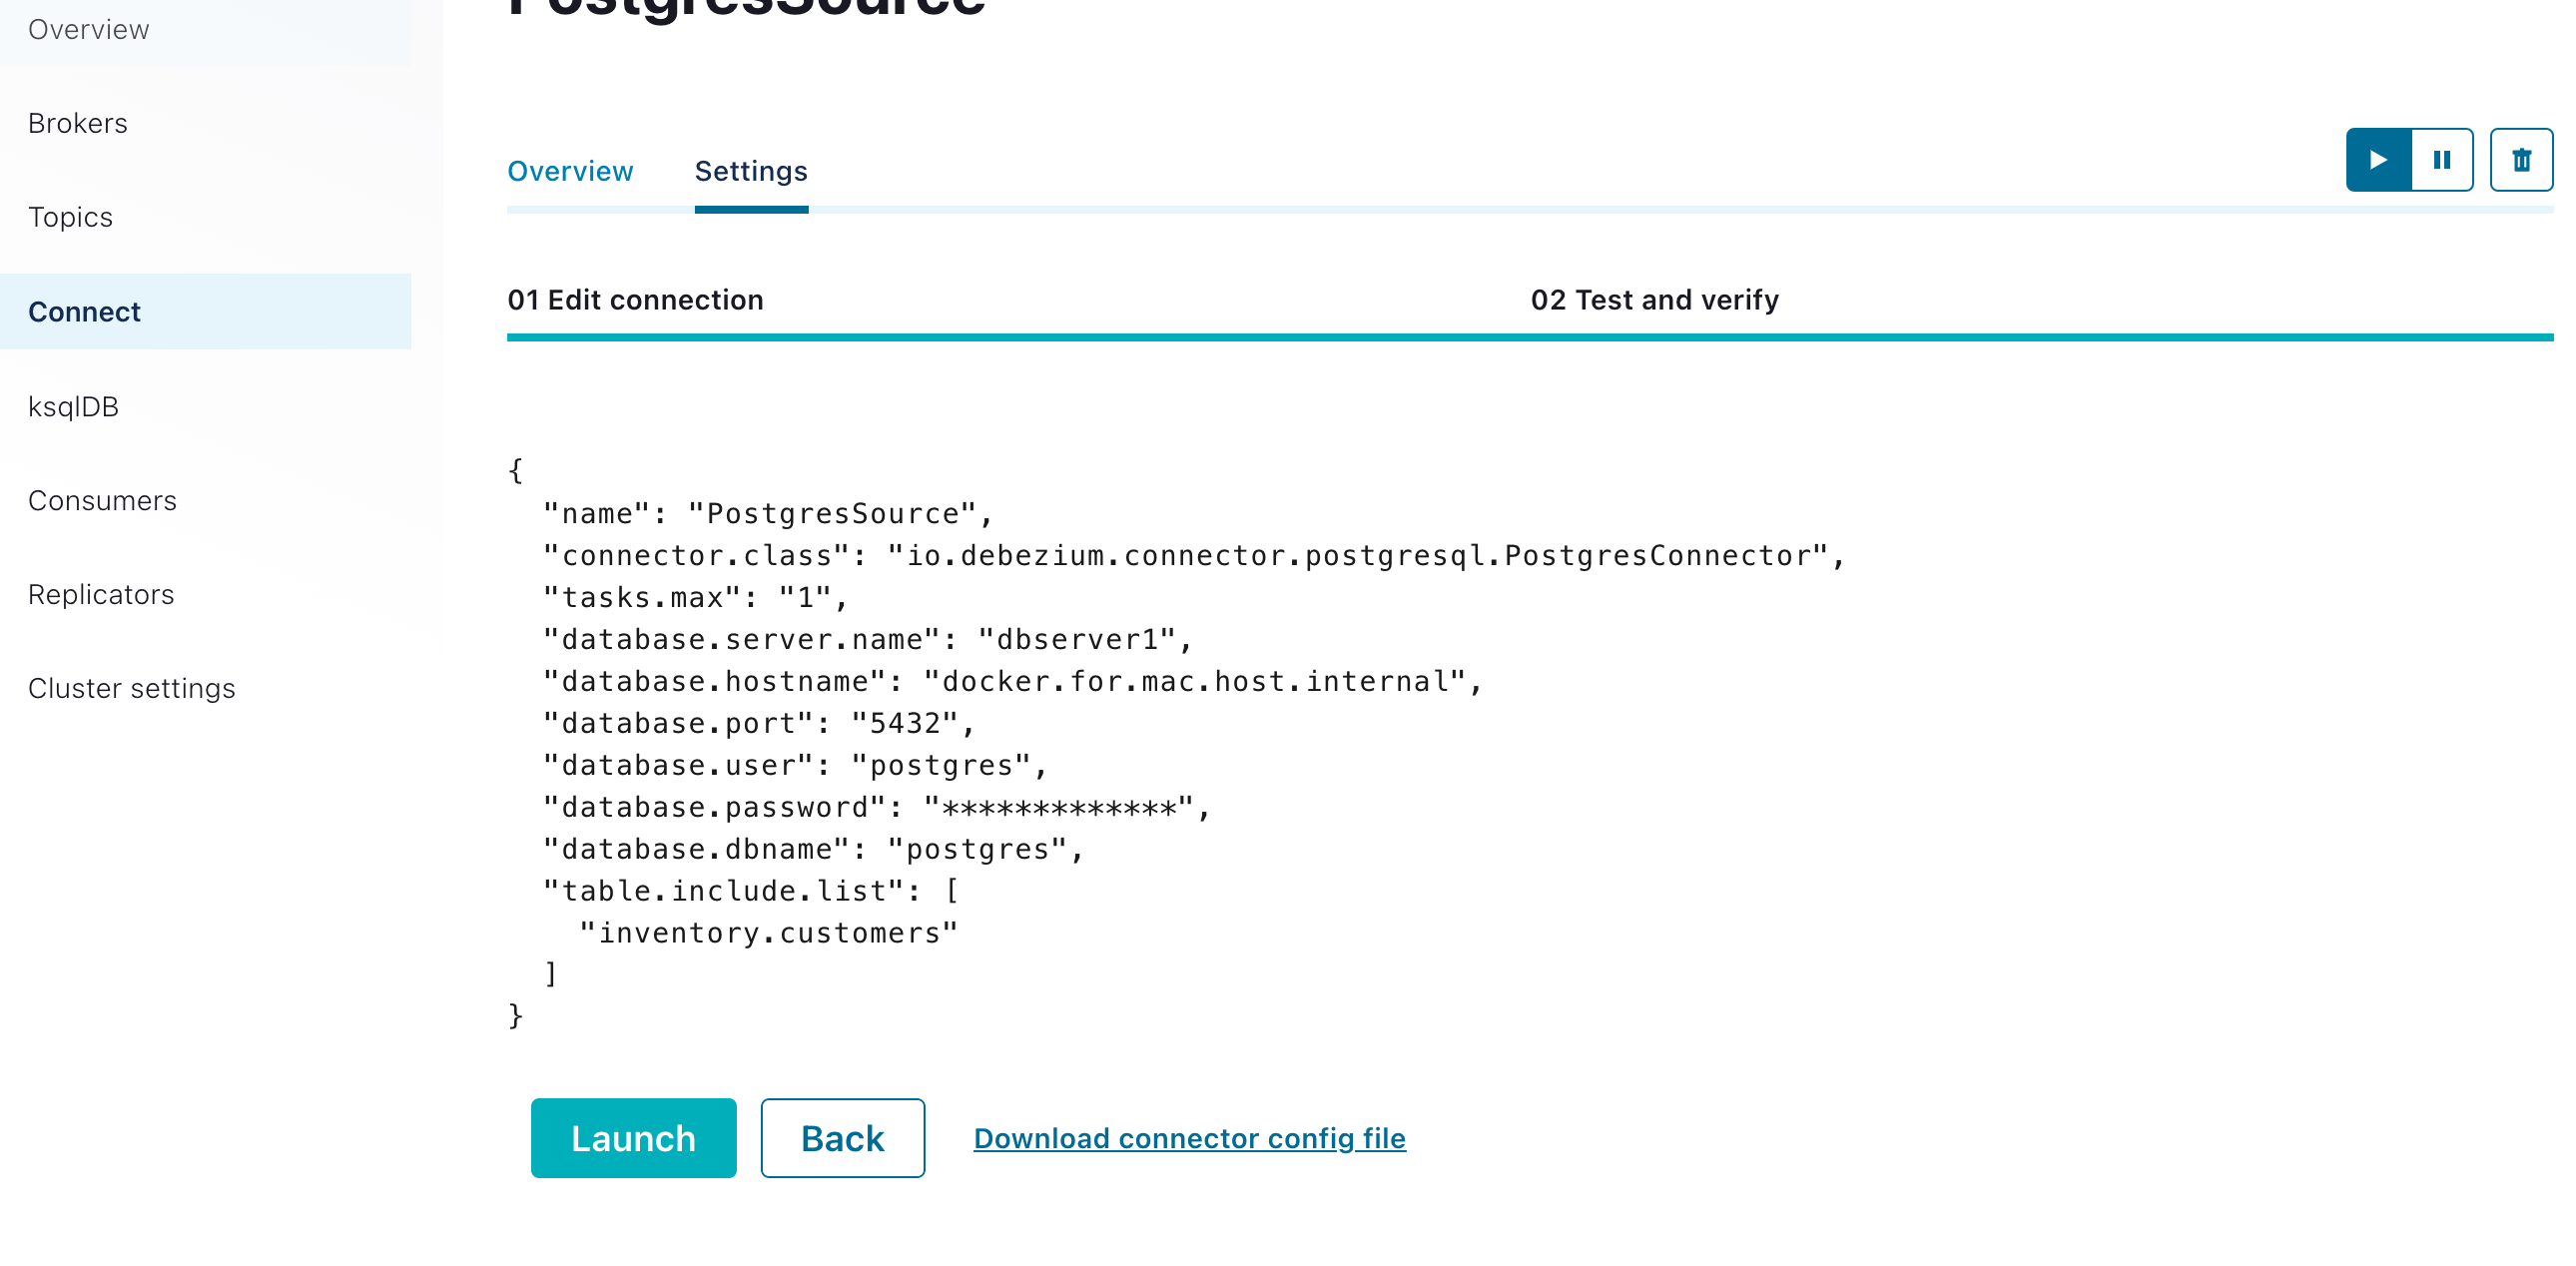 PostgresSource
Overview
Brokers
Topics
Connect
ksqlDB
Consumers
Replicators
Cluster settings
Overview
Settings
01 Edit connection
02 Test and verify
{
"name": "PostgresSource",
"connector.class": "io.debezium.connector.postgresql.PostgresConnector",
"tasks.max": "1",
"database.server.name": "dbserver1",
"database.hostname": "docker.for.mac.host.internal",
"database.port": "5432",
"database.user": "postgres",
"database.password": "*************",
"database.dbname": "postgres",
"table.include.list": [
"inventory.customers"
]
}
Launch
Back
Download connector config file